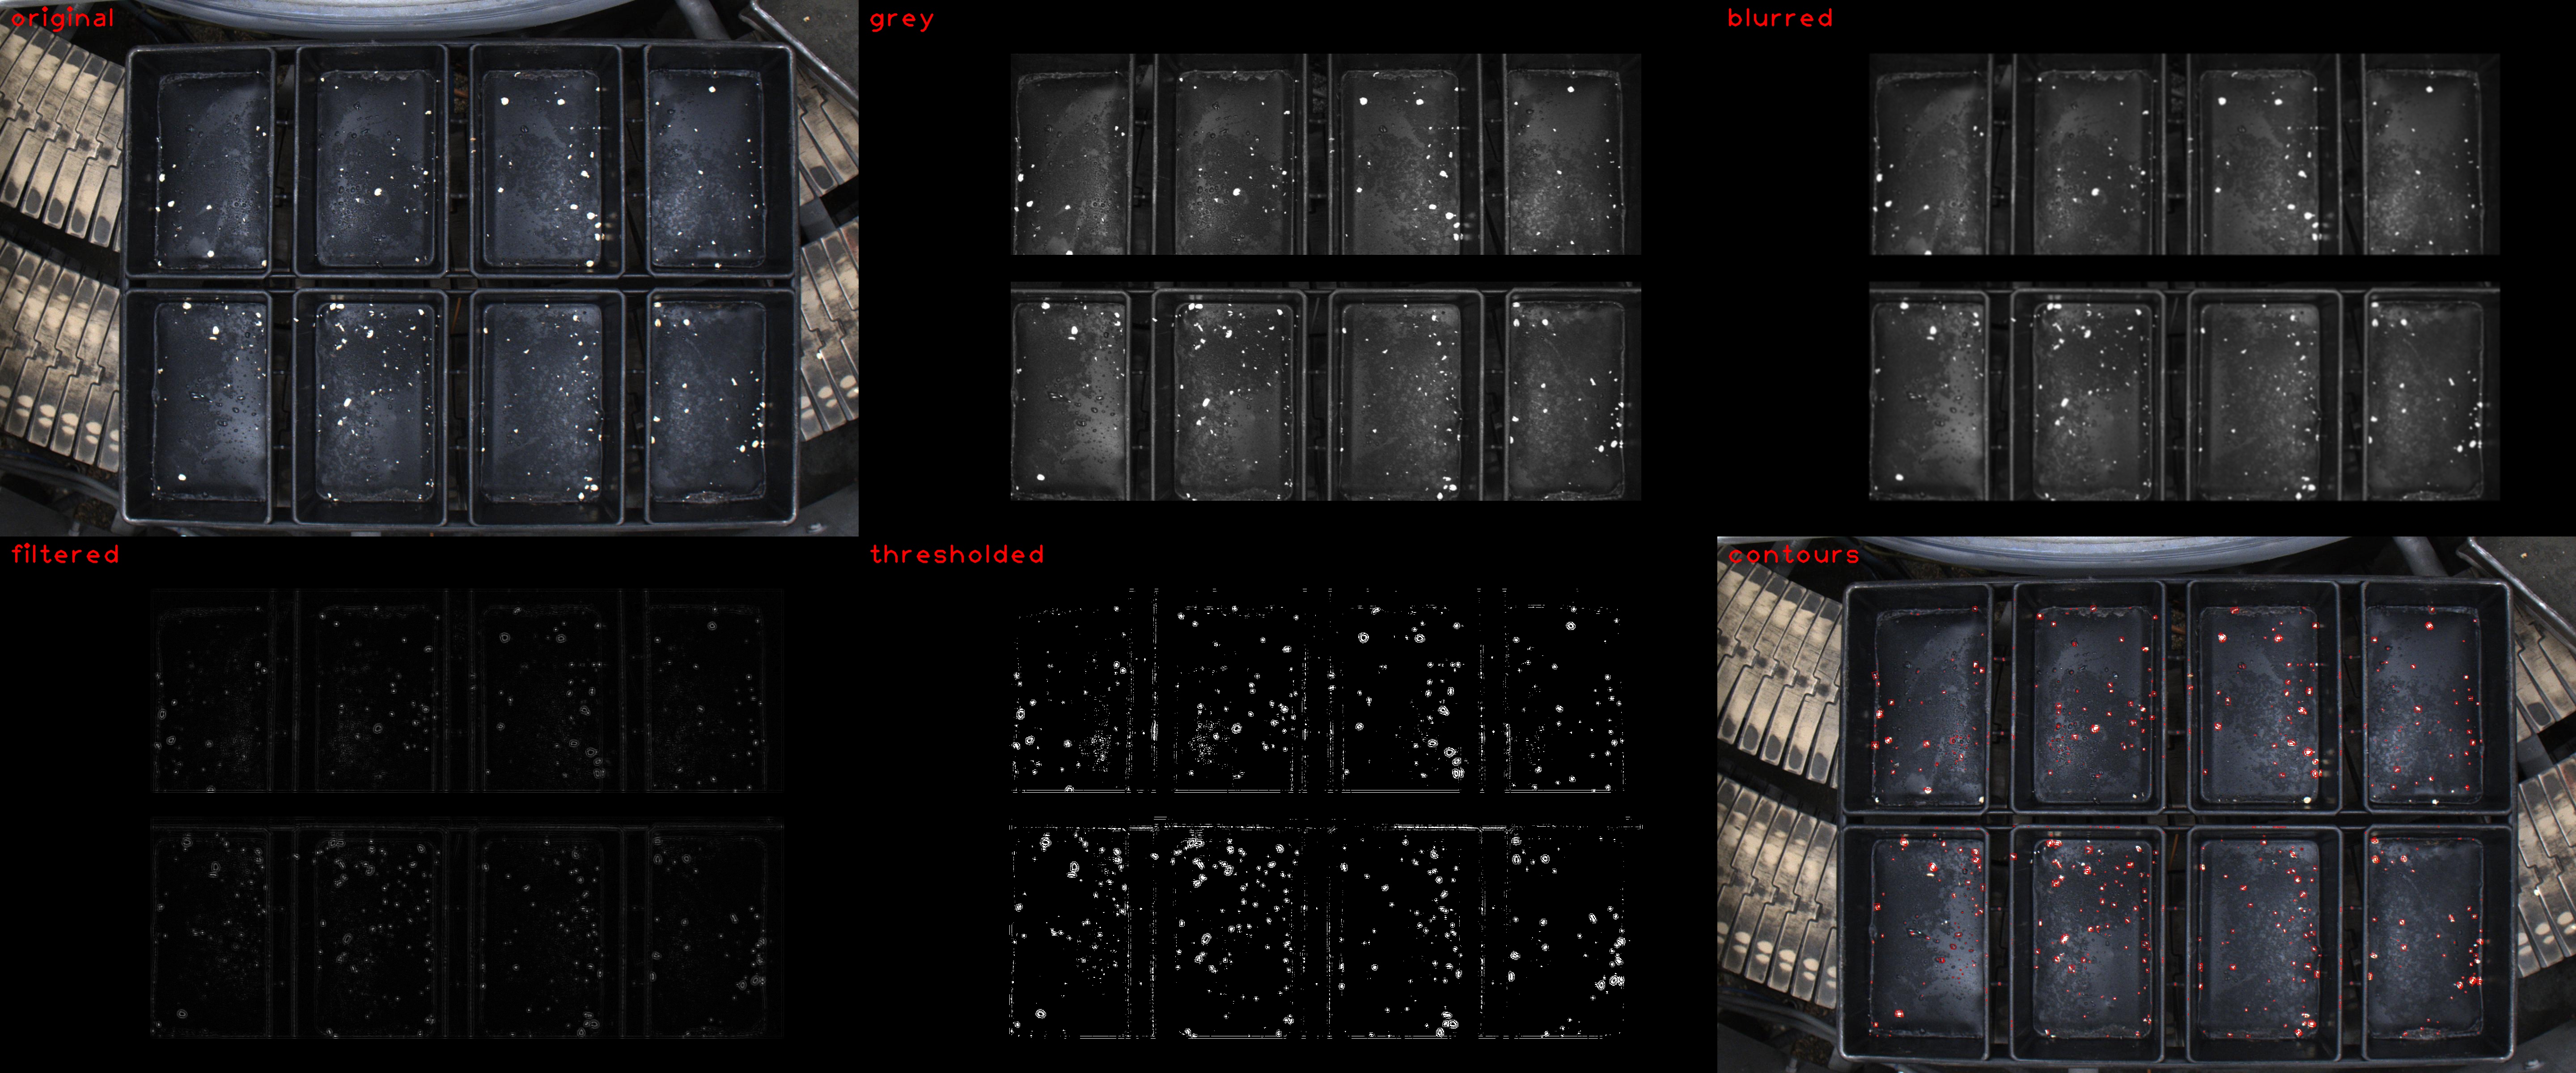 original
grey
blurred
filtered
thresholded
contours